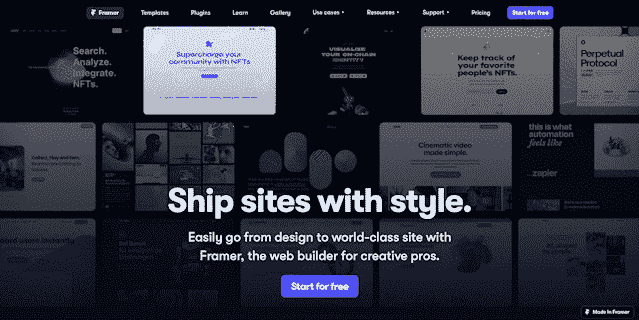 Framer
Templates
Plugins
Learn
Gallery
Use cases
Resources
Support
Pricing
Start for free
Search.
Analyze.
Integrate.
NFTs.
Supercharge your
community with NFTs
VISUALIZE
YOUR ON-CHAIN
IDENTITY
Keep track of
your favorite
people's NFTs.
Perpetual
Protocol
Cinematic video
made simple.
this is what
automation
feels like
zapier
Ship sites with style.
Easily go from design to world-class site with
Framer, the web builder for creative pros.
Start for free
Made in Framer